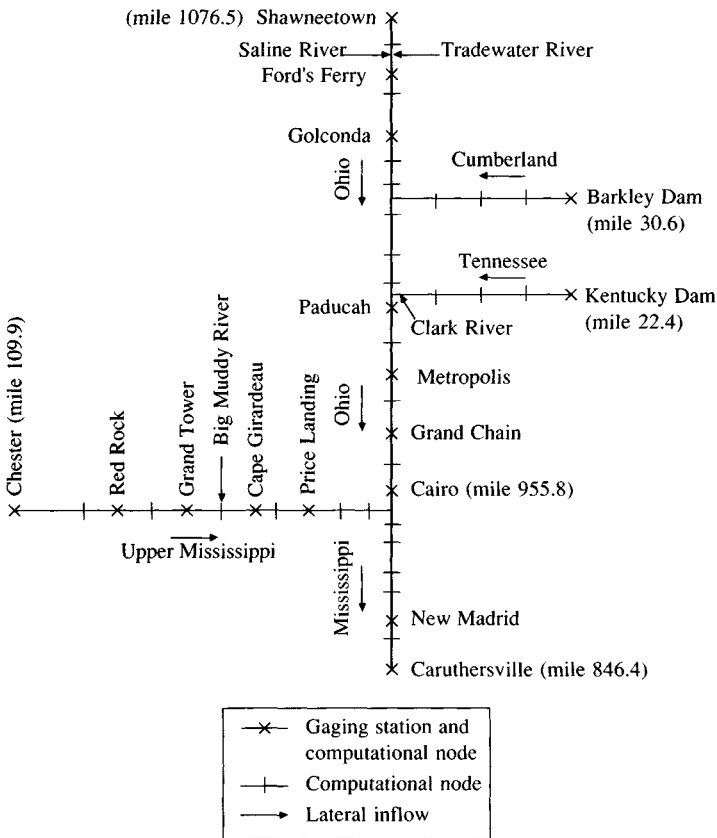 (mile 1076.5) Shawneetown
Saline River
Tradewater River
Ford's Ferry
Golconda
Ohio
Cumberland
Barkley Dam
(mile 30.6)
Tennessee
Kentucky Dam
(mile 22.4)
Paducah
Clark River
Metropolis
Ohio
Grand Chain
Cairo (mile 955.8)
Chester (mile 109.9)
Red Rock
Grand Tower
Big Muddy River
Cape Girardeau
Price Landing
Upper Mississippi
Mississippi
New Madrid
Caruthersville (mile 846.4)
Gaging station and
computational node
Computational node
Lateral inflow